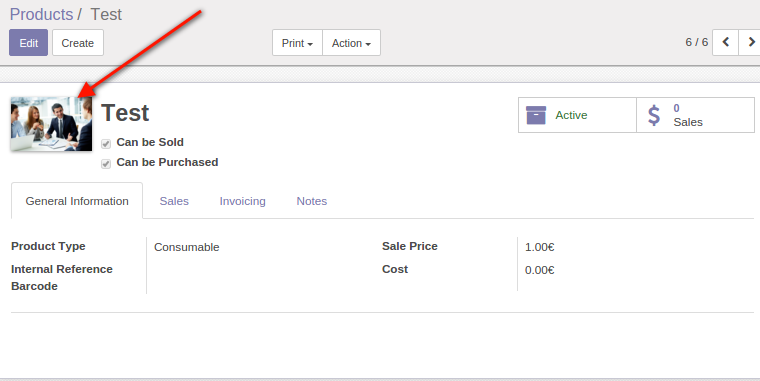 Products / Test
Edit Create Print Action 6 / 6
Test
Active
0
Sales
Can be Sold
Can be Purchased
General Information Sales Invoicing Notes
Product Type Consumable Sale Price 1.00€
Internal Reference Cost 0.00€
Barcode